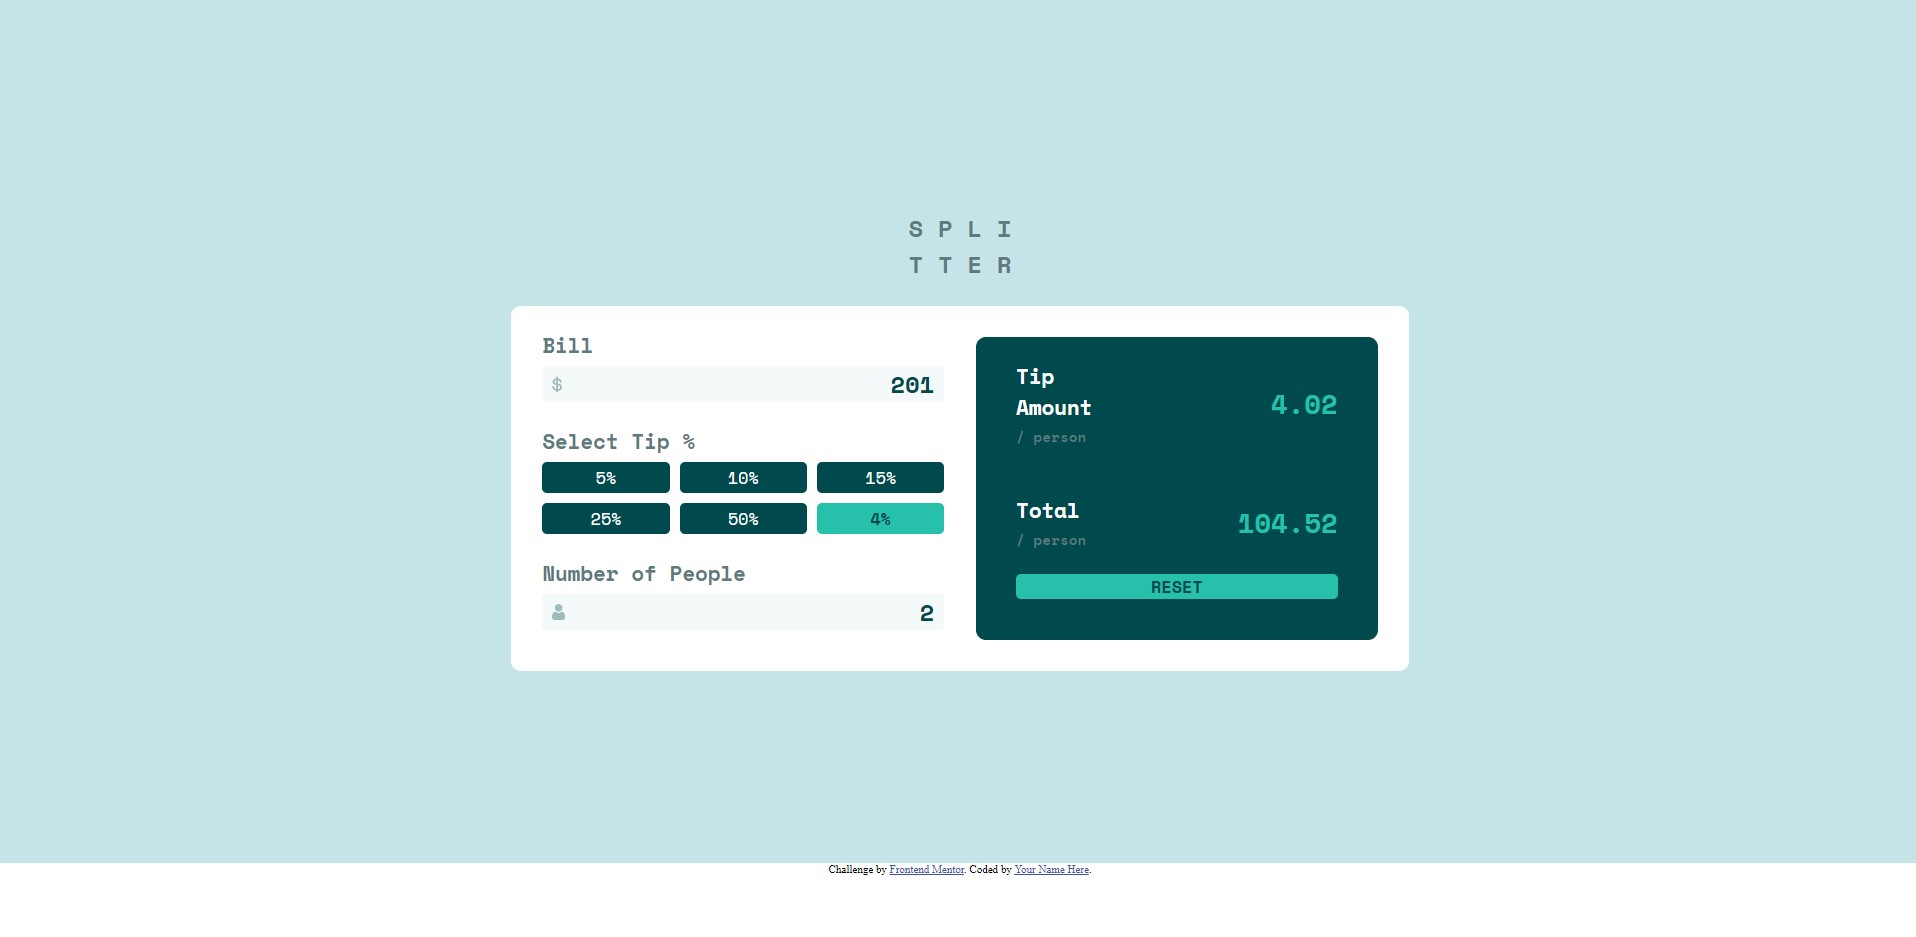 S P L I
T T E R
Bill
$
201
Select Tip %
5%
10%
15%
25%
50%
4%
Number of People
2
Tip
Amount
/ person
4.02
Total
/ person
104.52
RESET
Challenge by Frontend Mentor. Coded by Your Name Here.